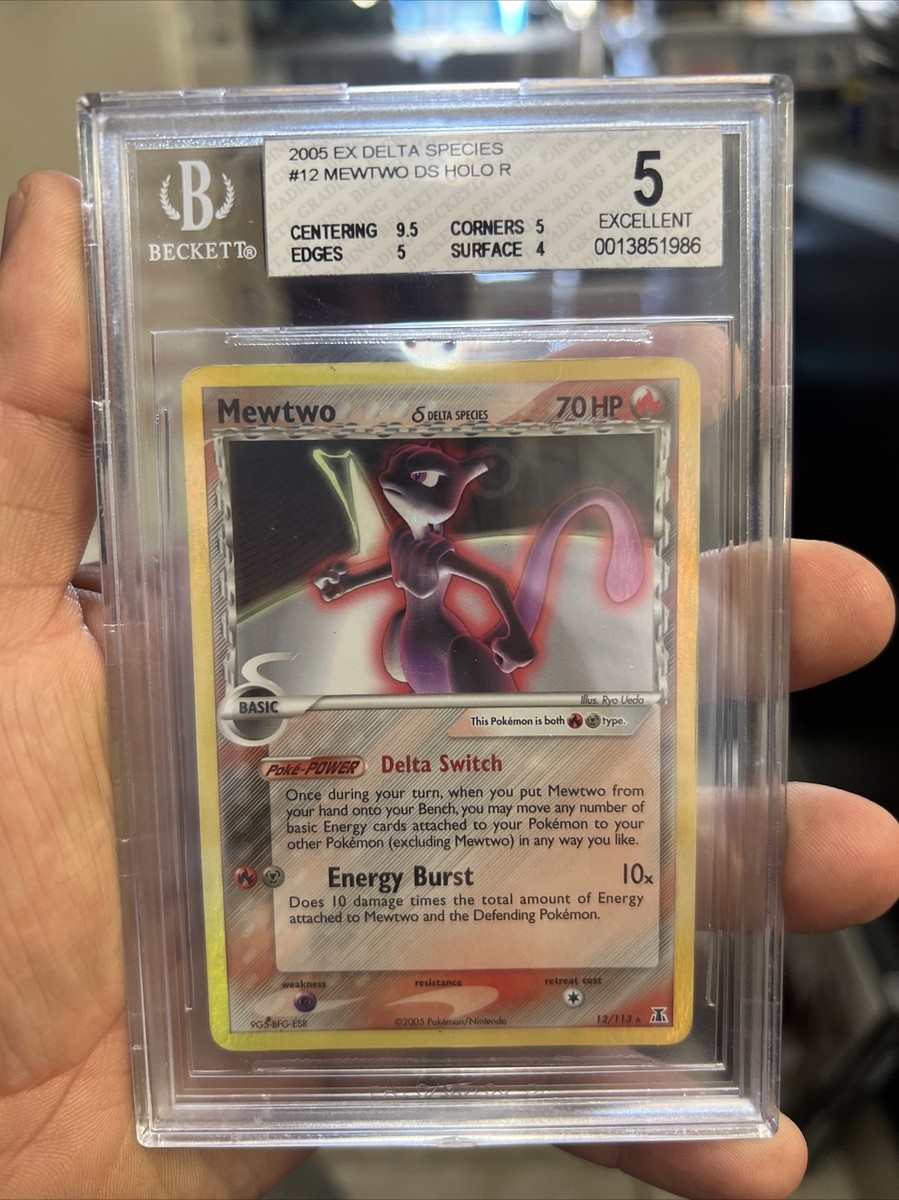 B
BECKETT®
2005 EX DELTA SPECIES
#12 MEWTWO DS HOLO R
CENTERING 9.5 CORNERS 5
EDGES 5 SURFACE 4
5
EXCELLENT
0013851986
Mewtwo δ DELTA SPECIES 70 HP
BASIC
Illus. Ryo Ueda
This Pokémon is both type.
Poké-POWER Delta Switch
Once during your turn, when you put Mewtwo from
your hand onto your Bench, you may move any number of
basic Energy cards attached to your Pokémon to your
other Pokémon (excluding Mewtwo) in any way you like.
Energy Burst 10x
Does 10 damage times the total amount of Energy
attached to Mewtwo and the Defending Pokémon.
weakness resistance retreat cost
9G5-BFG-E5R ©2005 Pokémon/Nintendo 12/113 ★